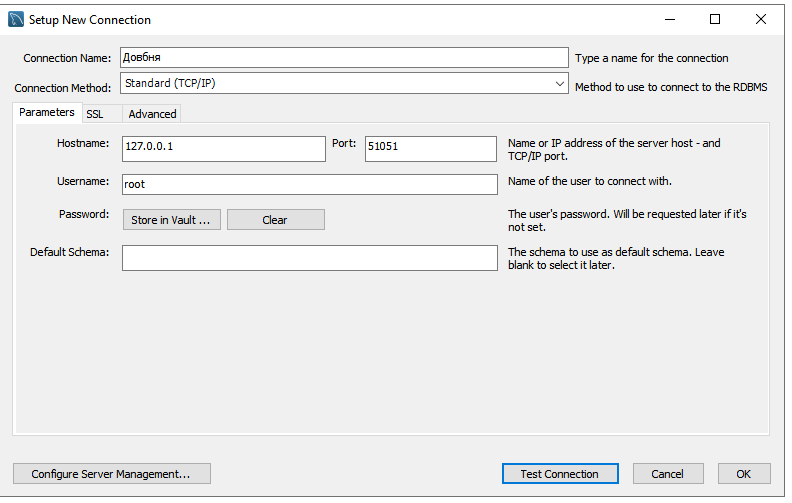 Setup New Connection
Connection Name: Довбня Type a name for the connection
Connection Method: Standard (TCP/IP) Method to use to connect to the RDBMS
Parameters SSL Advanced
Hostname: 127.0.0.1 Port: 51051 Name or IP address of the server host - and
TCP/IP port.
Username: root Name of the user to connect with.
Password: Store in Vault ... Clear The user's password. Will be requested later if it's
not set.
Default Schema: The schema to use as default schema. Leave
blank to select it later.
Configure Server Management... Test Connection Cancel OK